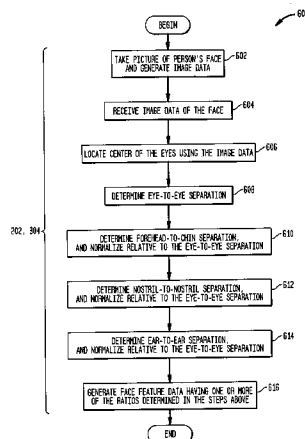 60
BEGIN
TAKE PICTURE OF PERSON'S FACE
AND GENERATE IMAGE DATA
602
RECEIVE IMAGE DATA OF THE FACE
604
LOCATE CENTER OF THE EYES USING THE IMAGE DATA
606
DETERMINE EYE-TO-EYE SEPARATION
608
202, 304
DETERMINE FOREHEAD-TO-CHIN SEPARATION,
AND NORMALIZE RELATIVE TO THE EYE-TO-EYE SEPARATION
610
DETERMINE NOSTRIL-TO-NOSTRIL SEPARATION,
AND NORMALIZE RELATIVE TO THE EYE-TO-EYE SEPARATION
612
DETERMINE EAR-TO-EAR SEPARATION,
AND NORMALIZE RELATIVE TO THE EYE-TO-EYE SEPARATION
614
GENERATE FACE FEATURE DATA HAVING ONE OR MORE
OF THE RATIOS DETERMINED IN THE STEPS ABOVE
616
END